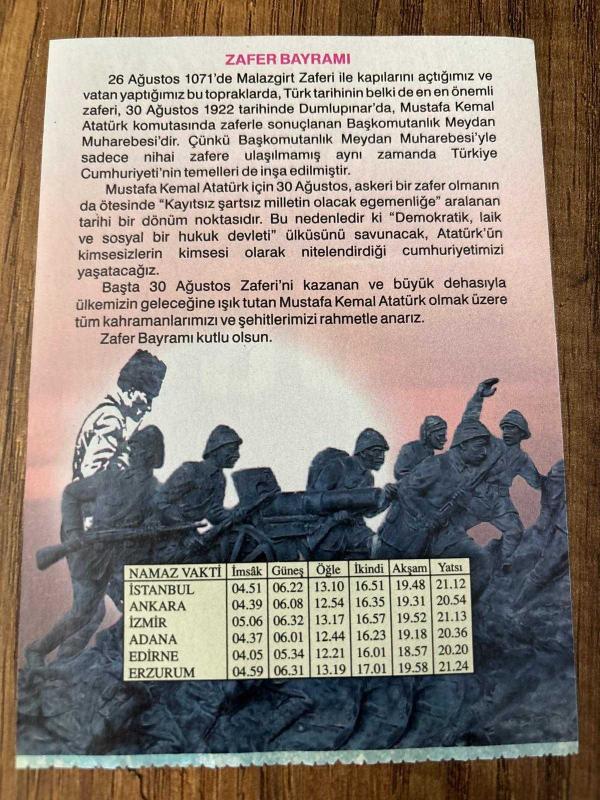 ZAFER BAYRAMI
26 Ağustos 1071'de Malazgirt Zaferi ile kapılarını açtığımız ve
vatan yaptığımız bu topraklarda, Türk tarihinin belki de en en önemli
zaferi, 30 Ağustos 1922 tarihinde Dumlupınar'da, Mustafa Kemal
Atatürk komutasında zaferle sonuçlanan Başkomutanlık Meydan
Muharebesi'dir. Çünkü Başkomutanlık Meydan Muharebesi'yle
sadece nihai zafere ulaşılmamış aynı zamanda Türkiye
Cumhuriyeti'nin temelleri de inşa edilmiştir.
Mustafa Kemal Atatürk için 30 Ağustos, askeri bir zafer olmanın
da ötesinde "Kayıtsız şartsız milletin olacak egemenliğe" aralanan
tarihi bir dönüm noktasıdır. Bu nedenledir ki "Demokratik, laik
ve sosyal bir hukuk devleti" ülküsünü savunacak, Atatürk'ün
kimsesizlerin kimsesi olarak nitelendirdiği cumhuriyetimizi
yaşatacağız.
Başta 30 Ağustos Zaferi'ni kazanan ve büyük dehasıyla
ülkemizin geleceğine ışık tutan Mustafa Kemal Atatürk olmak üzere
tüm kahramanlarımızı ve şehitlerimizi rahmetle anarız.
Zafer Bayramı kutlu olsun.
NAMAZ VAKTİ İmsâk Güneş Öğle İkindi Akşam Yatsı
İSTANBUL 04.51 06.22 13.10 16.51 19.48 21.12
ANKARA 04.39 06.08 12.54 16.35 19.31 20.54
İZMİR 05.06 06.32 13.17 16.57 19.52 21.13
ADANA 04.37 06.01 12.44 16.23 19.18 20.36
EDİRNE 04.05 05.34 12.21 16.01 18.57 20.20
ERZURUM 04.59 06.31 13.19 17.01 19.58 21.24